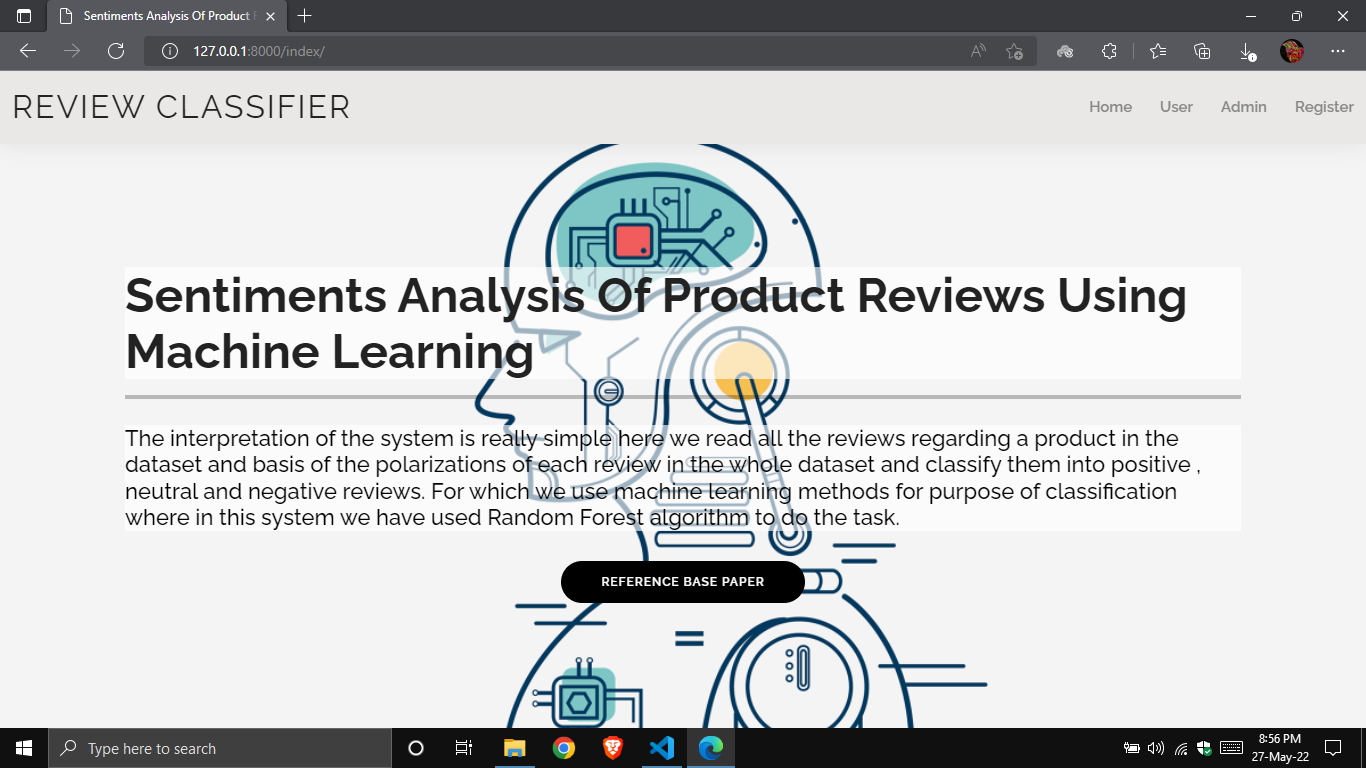 Sentiments Analysis Of Product
127.0.0.1:8000/index/
REVIEW CLASSIFIER
Home User Admin Register
Sentiments Analysis Of Product Reviews Using
Machine Learning
The interpretation of the system is really simple here we read all the reviews regarding a product in the
dataset and basis of the polarizations of each review in the whole dataset and classify them into positive ,
neutral and negative reviews. For which we use machine learning methods for purpose of classification
where in this system we have used Random Forest algorithm to do the task.
REFERENCE BASE PAPER
Type here to search
8:56 PM
27-May-22